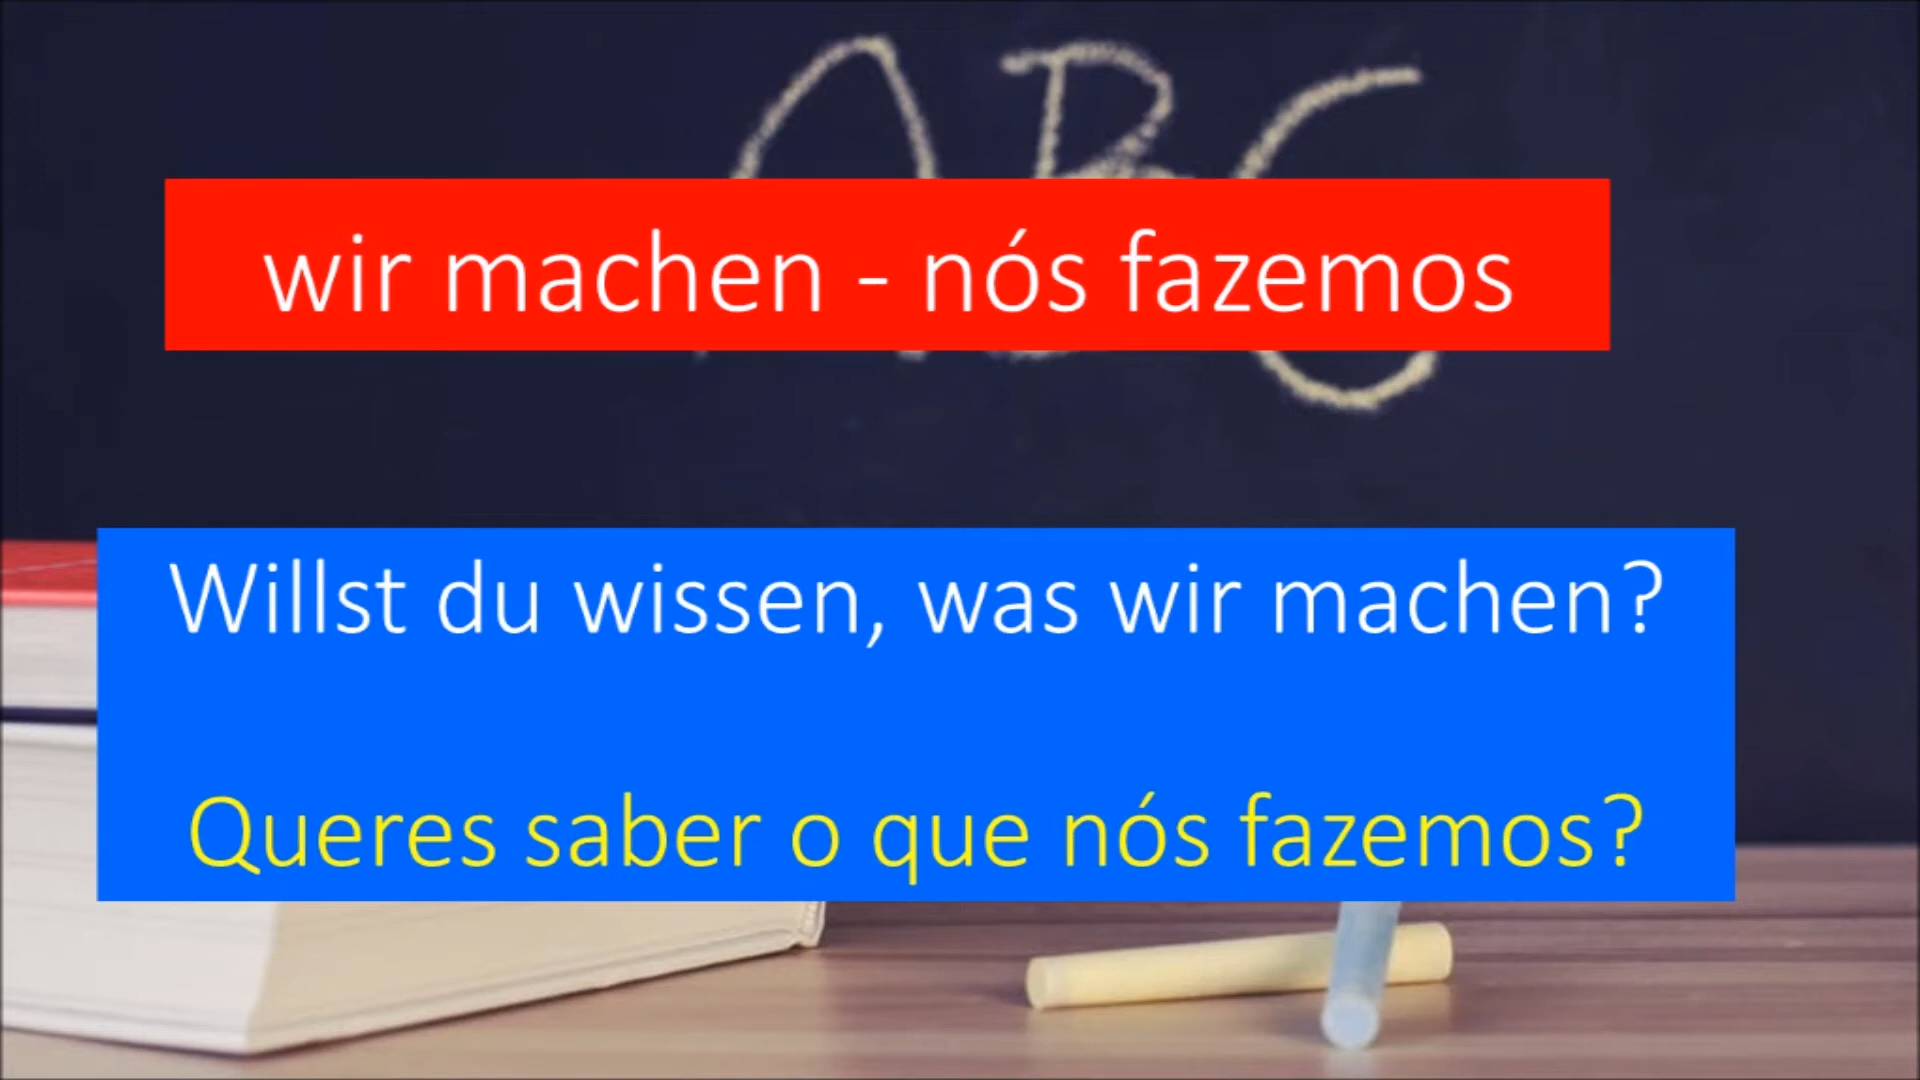 ABC
wir machen - nós fazemos
Willst du wissen, was wir machen?
Queres saber o que nós fazemos?